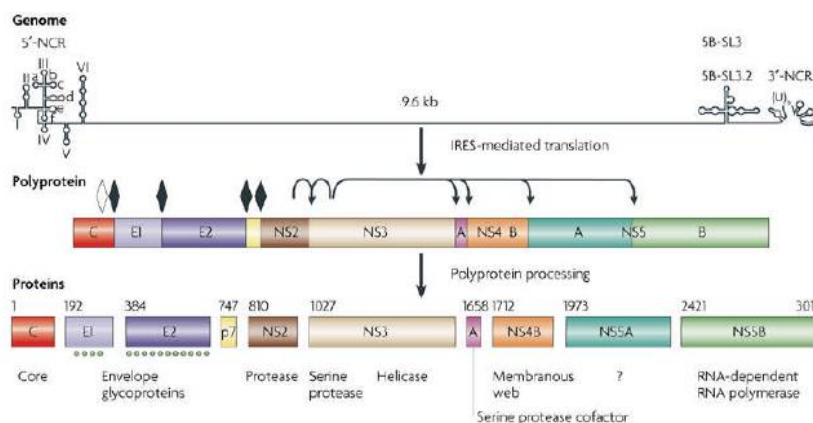 Genome
5′-NCR
III
VI
II
a
b
c
d
e
f
I
IV
V
9.6 kb
5B-SL3
5B-SL3.2
3′-NCR
(U)
V
IRES-mediated translation
Polyprotein
C E1 E2 NS2 NS3 A NS4 B A NS5 B
Polyprotein processing
Proteins
1 192 384 747 810 1027 1658 1712 1973 2421 301
C E1 E2 p7 NS2 NS3 A NS4B NS5A NS5B
Core Envelope Protease Serine Helicase Membranous ? RNA-dependent
glycoproteins protease web RNA polymerase
Serine protease cofactor